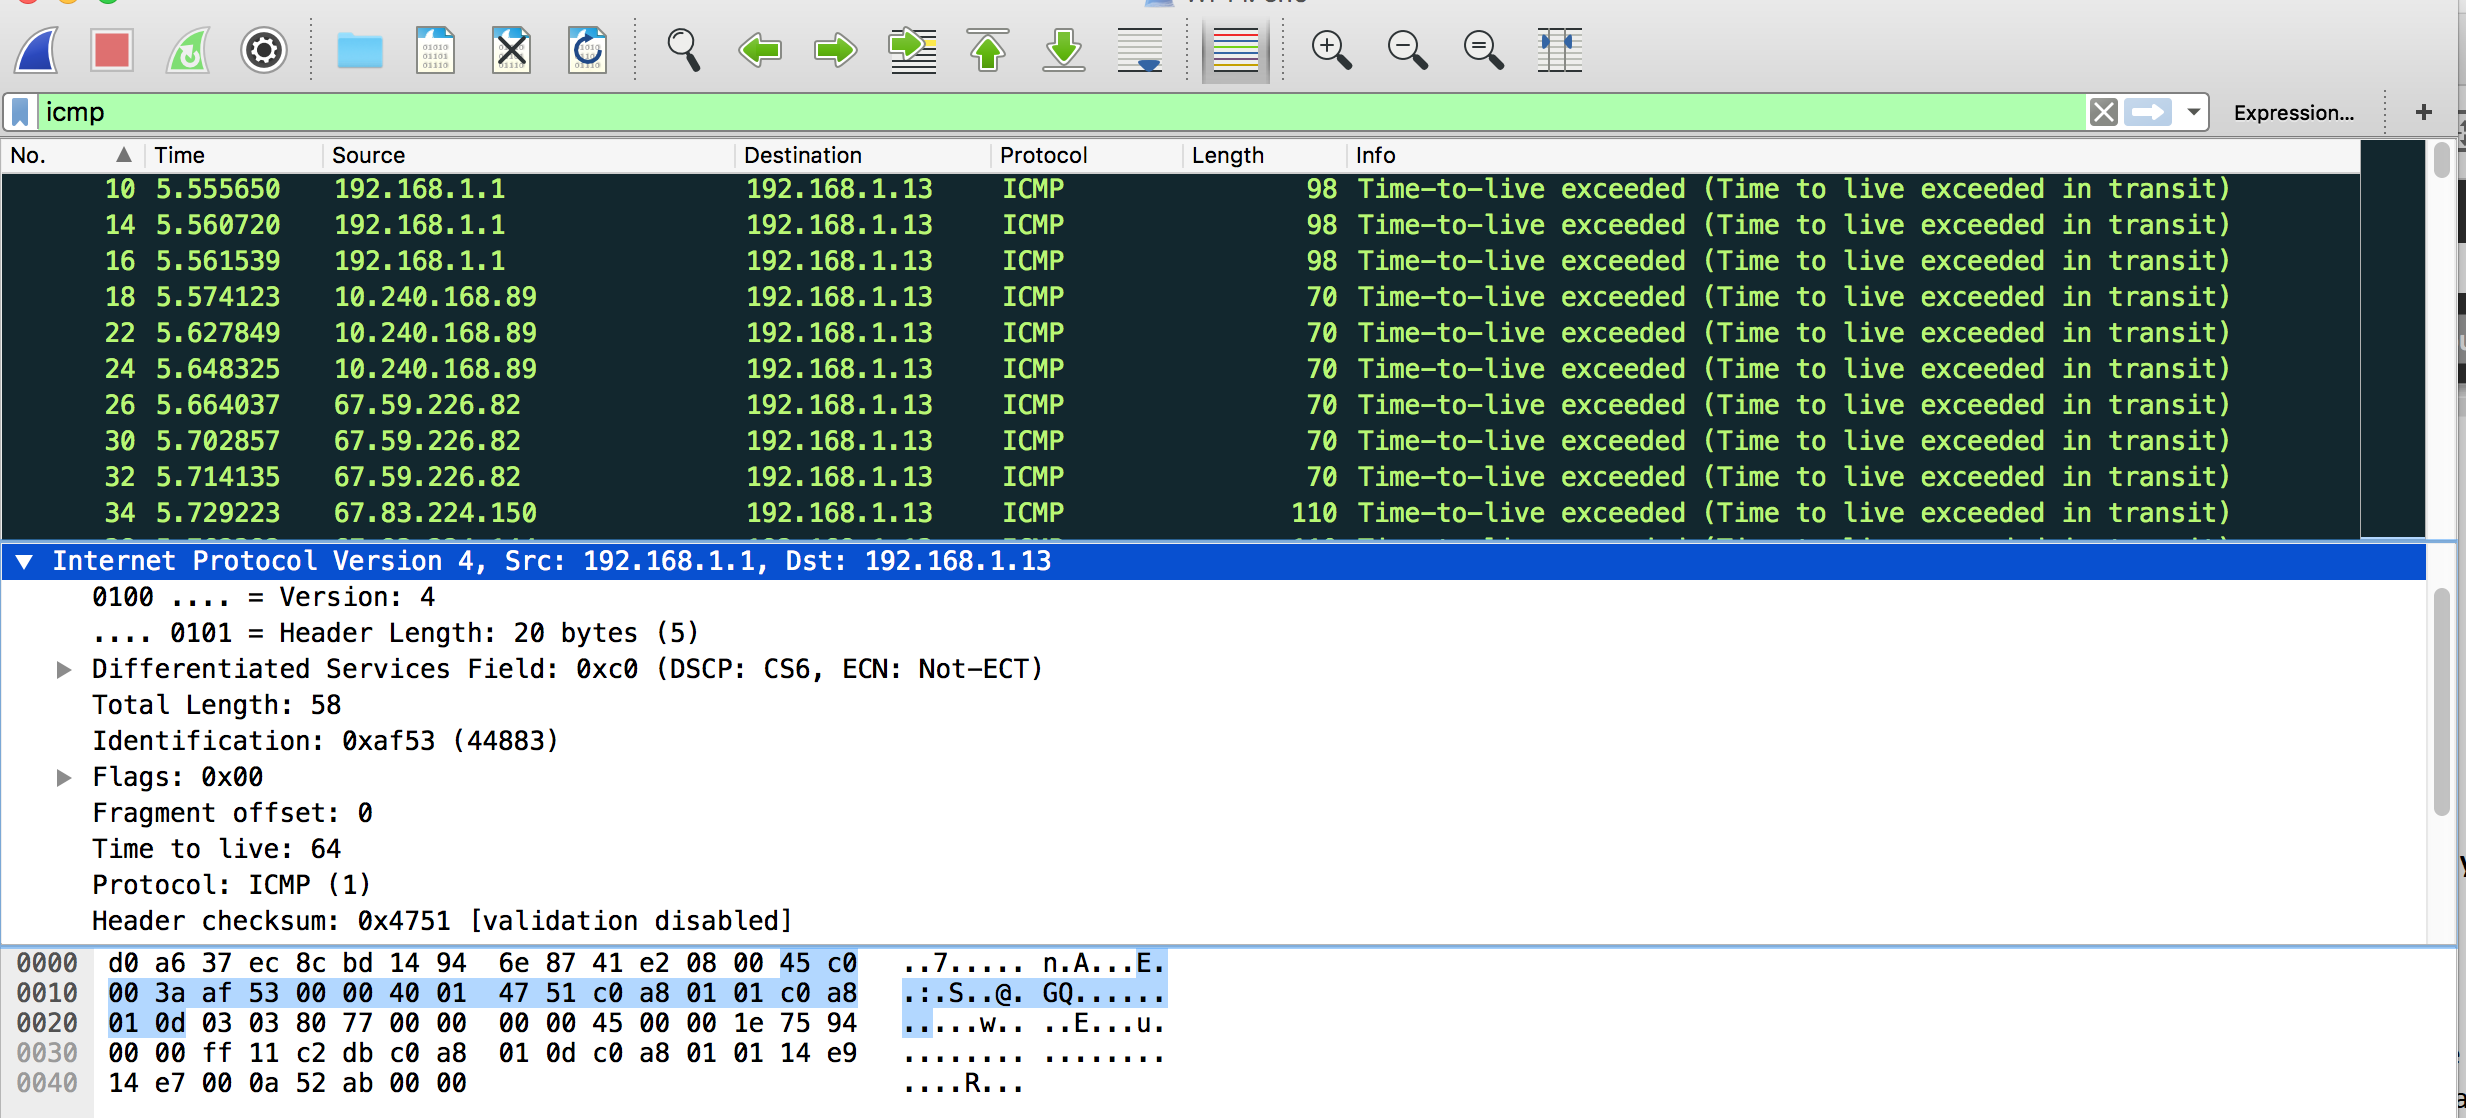 icmp
Expression...
+
No. Time Source Destination Protocol Length Info
10 5.555650 192.168.1.1 192.168.1.13 ICMP 98 Time-to-live exceeded (Time to live exceeded in transit)
14 5.560720 192.168.1.1 192.168.1.13 ICMP 98 Time-to-live exceeded (Time to live exceeded in transit)
16 5.561539 192.168.1.1 192.168.1.13 ICMP 98 Time-to-live exceeded (Time to live exceeded in transit)
18 5.574123 10.240.168.89 192.168.1.13 ICMP 70 Time-to-live exceeded (Time to live exceeded in transit)
22 5.627849 10.240.168.89 192.168.1.13 ICMP 70 Time-to-live exceeded (Time to live exceeded in transit)
24 5.648325 10.240.168.89 192.168.1.13 ICMP 70 Time-to-live exceeded (Time to live exceeded in transit)
26 5.664037 67.59.226.82 192.168.1.13 ICMP 70 Time-to-live exceeded (Time to live exceeded in transit)
30 5.702857 67.59.226.82 192.168.1.13 ICMP 70 Time-to-live exceeded (Time to live exceeded in transit)
32 5.714135 67.59.226.82 192.168.1.13 ICMP 70 Time-to-live exceeded (Time to live exceeded in transit)
34 5.729223 67.83.224.150 192.168.1.13 ICMP 110 Time-to-live exceeded (Time to live exceeded in transit)
Internet Protocol Version 4, Src: 192.168.1.1, Dst: 192.168.1.13
0100 .... = Version: 4
.... 0101 = Header Length: 20 bytes (5)
Differentiated Services Field: 0xc0 (DSCP: CS6, ECN: Not-ECT)
Total Length: 58
Identification: 0xaf53 (44883)
Flags: 0x00
Fragment offset: 0
Time to live: 64
Protocol: ICMP (1)
Header checksum: 0x4751 [validation disabled]
0000 d0 a6 37 ec 8c bd 14 94 6e 87 41 e2 08 00 45 c0 ..7..... n.A...E.
0010 00 3a af 53 00 00 40 01 47 51 c0 a8 01 01 c0 a8 .:.S..@. GQ......
0020 01 0d 03 03 80 77 00 00 00 00 45 00 00 1e 75 94 .....w.. ..E...u.
0030 00 00 ff 11 c2 db c0 a8 01 0d c0 a8 01 01 14 e9 ........ ........
0040 14 e7 00 0a 52 ab 00 00 ....R...